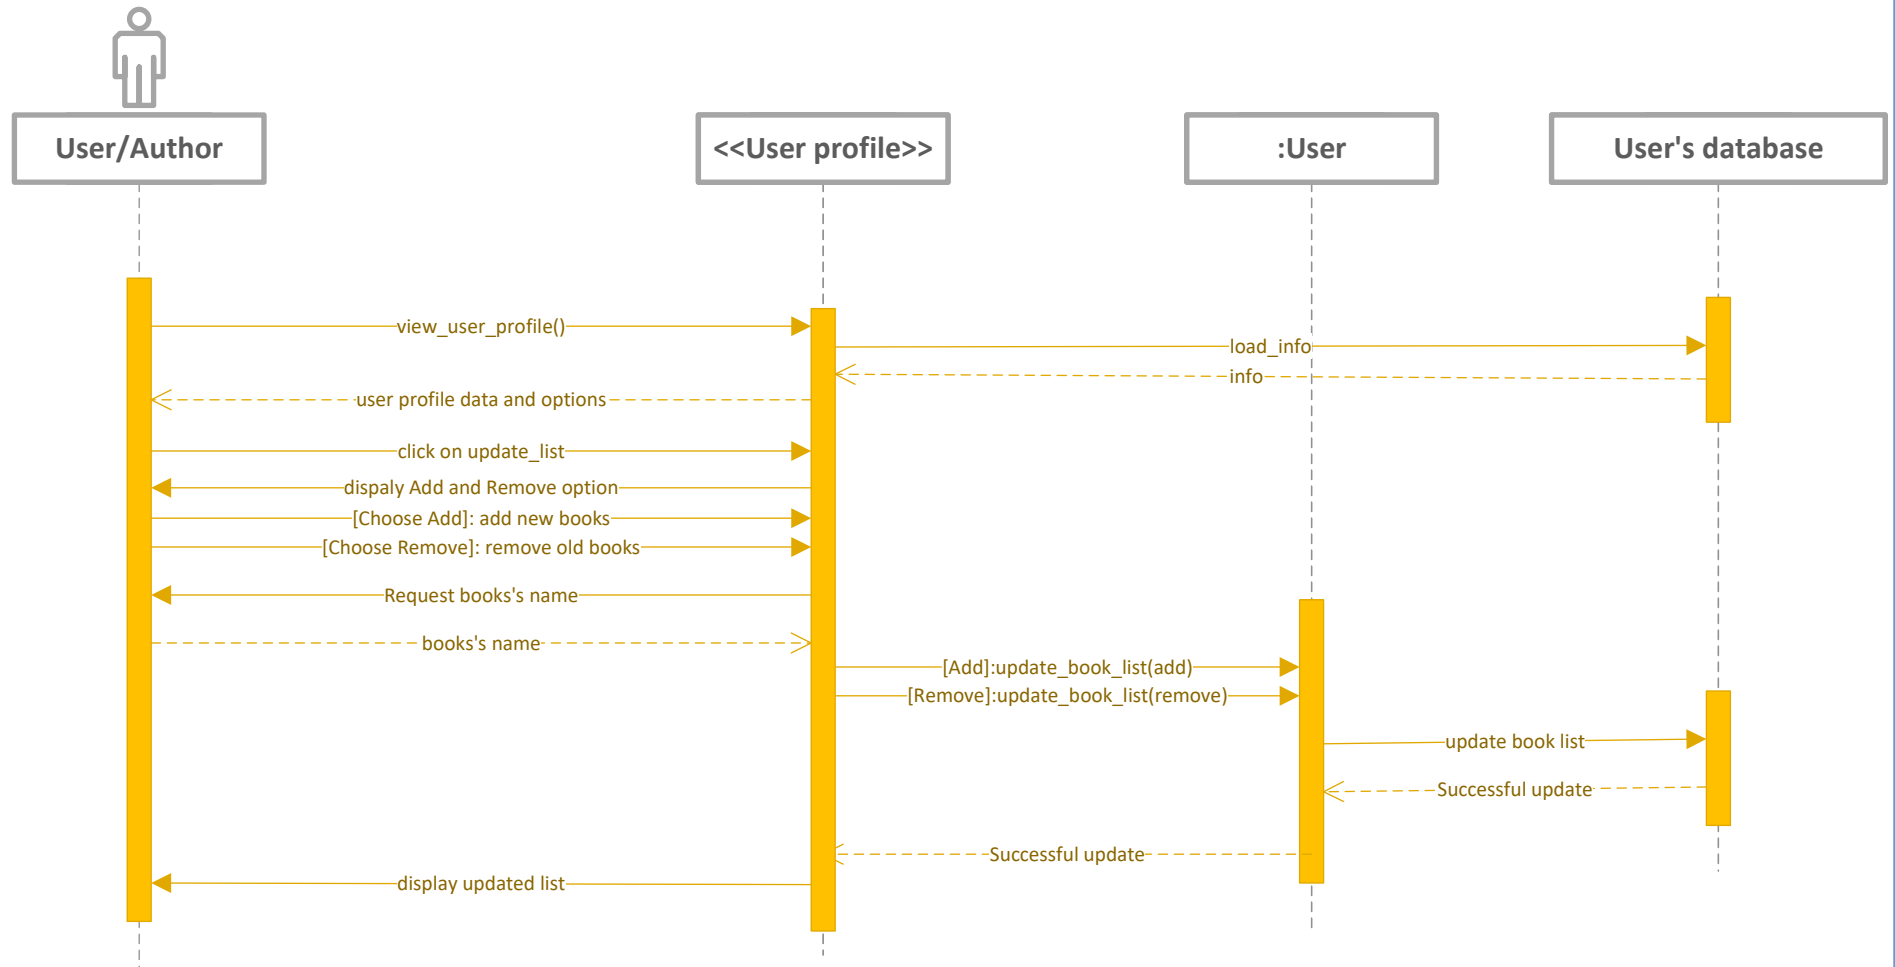 User/Author
<<User profile>>
:User
User's database
view_user_profile()
load_info
info
user profile data and options
click on update_list
dispaly Add and Remove option
[Choose Add]: add new books
[Choose Remove]: remove old books
Request books's name
books's name
[Add]:update_book_list(add)
[Remove]:update_book_list(remove)
update book list
Successful update
Successful update
display updated list